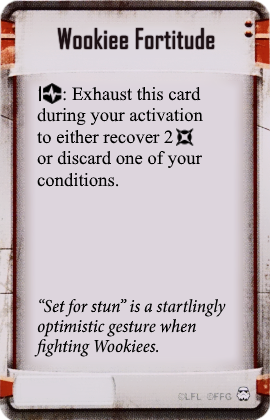 Wookiee Fortitude
1: Exhaust this card
during your activation
to either recover 2
or discard one of your
conditions.
“Set for stun” is a startlingly
optimistic gesture when
fighting Wookiees.
©LFL ©FFG